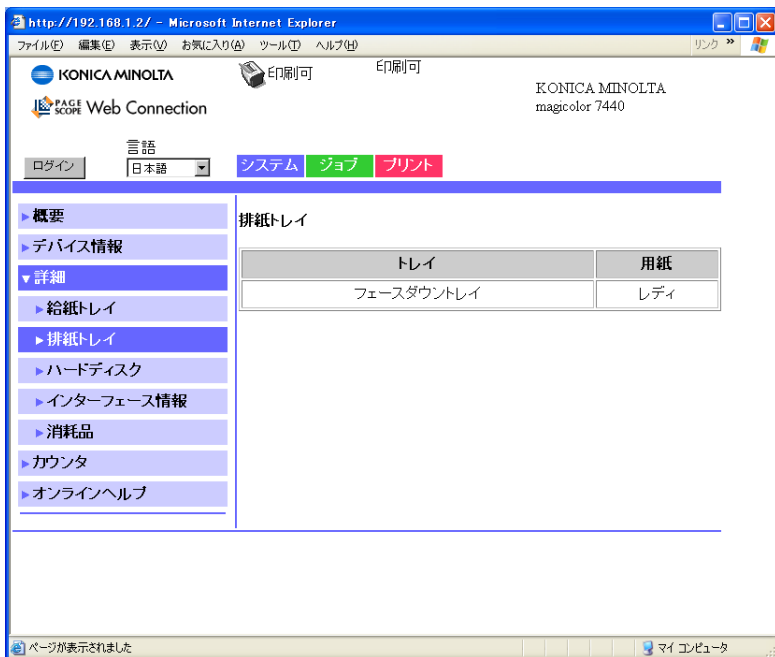 http://192.168.1.2/ - Microsoft Internet Explorer
ファイル(F) 編集(E) 表示(V) お気に入り(A) ツール(T) ヘルプ(H) リンク »
KONICA MINOLTA 印刷可 印刷可
KONICA MINOLTA
magicolor 7440
PAGE SCOPE Web Connection
言語
ログイン 日本語 システム ジョブ プリント
概要
デバイス情報
詳細
給紙トレイ
排紙トレイ
ハードディスク
インターフェース情報
消耗品
カウンタ
オンラインヘルプ
排紙トレイ
トレイ 用紙
フェースダウントレイ レディ
ページが表示されました マイ コンピュータ